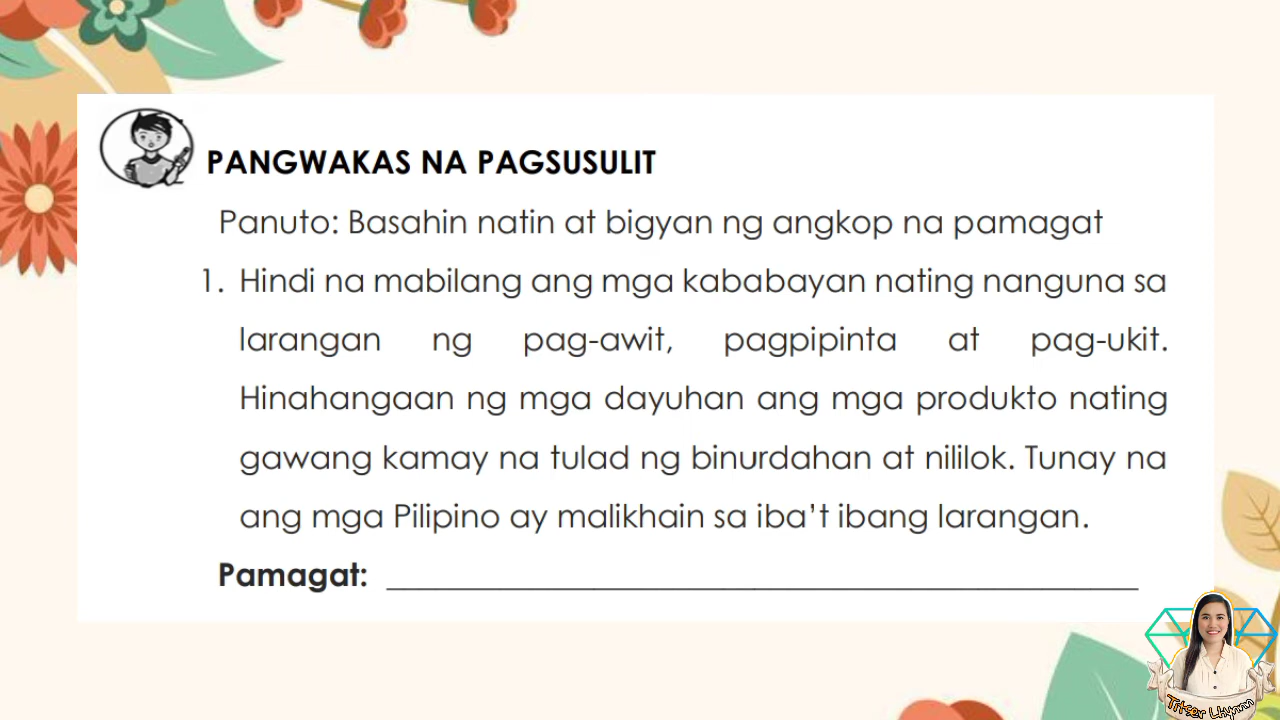 PANGWAKAS NA PAGSUSULIT
Panuto: Basahin natin at bigyan ng angkop na pamagat
1. Hindi na mabilang ang mga kababayan nating nanguna sa
larangan ng pag-awit, pagpipinta at pag-ukit.
Hinahangaan ng mga dayuhan ang mga produkto nating
gawang kamay na tulad ng binurdahan at nililok. Tunay na
ang mga Pilipino ay malikhain sa iba’t ibang larangan.
Pamagat: ______________________________________________
Titser Lhynnn